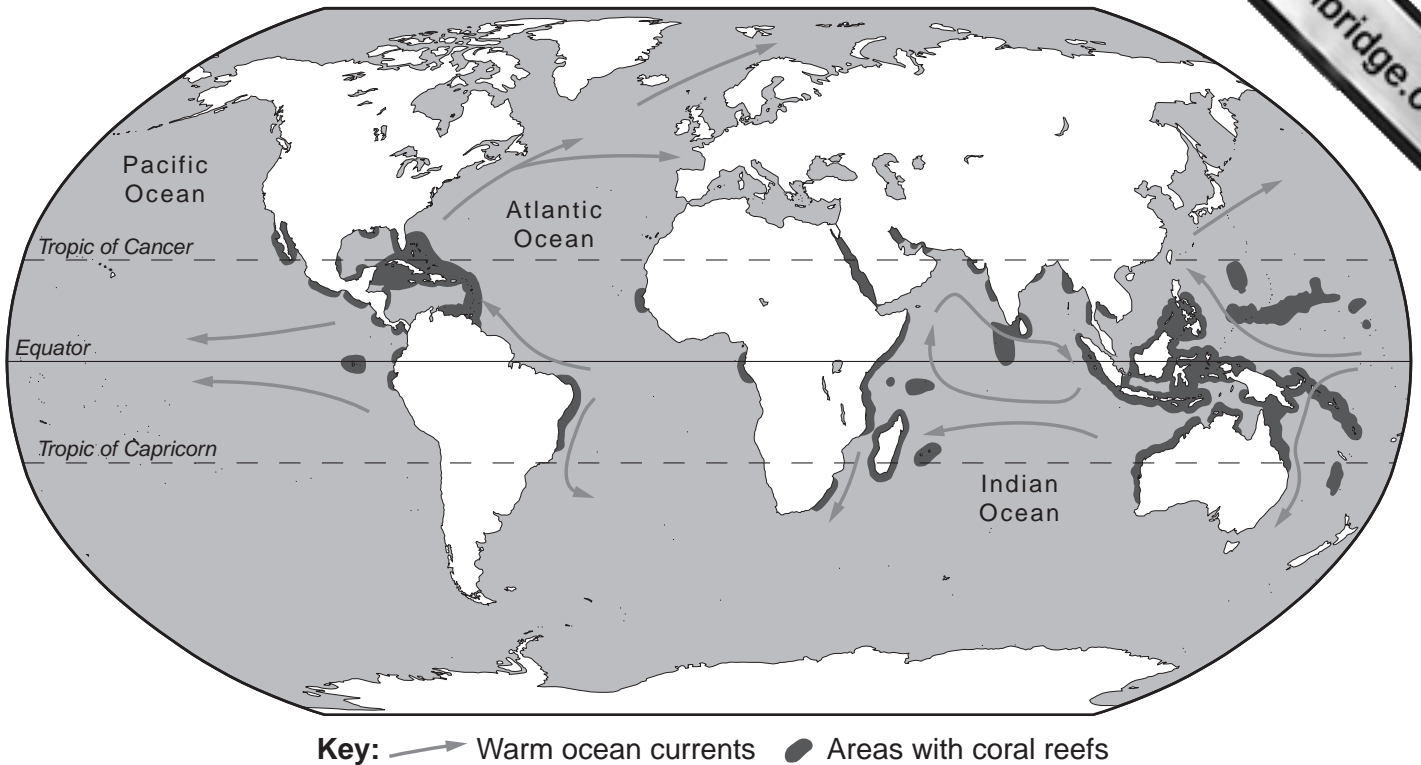 Pacific
Ocean
Atlantic
Ocean
Tropic of Cancer
Equator
Tropic of Capricorn
Indian
Ocean
Key: Warm ocean currents Areas with coral reefs